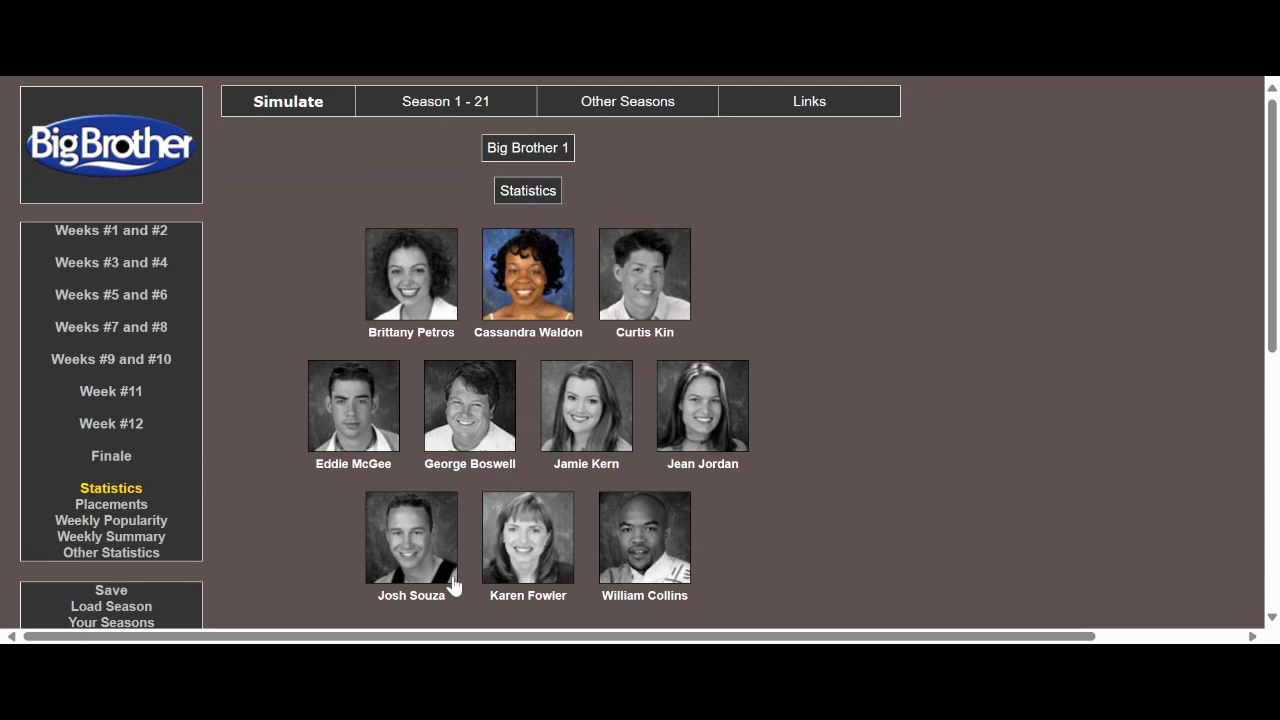 Big Brother
Weeks #1 and #2
Weeks #3 and #4
Weeks #5 and #6
Weeks #7 and #8
Weeks #9 and #10
Week #11
Week #12
Finale
Statistics
Placements
Weekly Popularity
Weekly Summary
Other Statistics
Save
Load Season
Your Seasons
Simulate
Season 1 - 21
Other Seasons
Links
Big Brother 1
Statistics
Brittany Petros
Cassandra Waldon
Curtis Kin
Eddie McGee
George Boswell
Jamie Kern
Jean Jordan
Josh Souza
Karen Fowler
William Collins